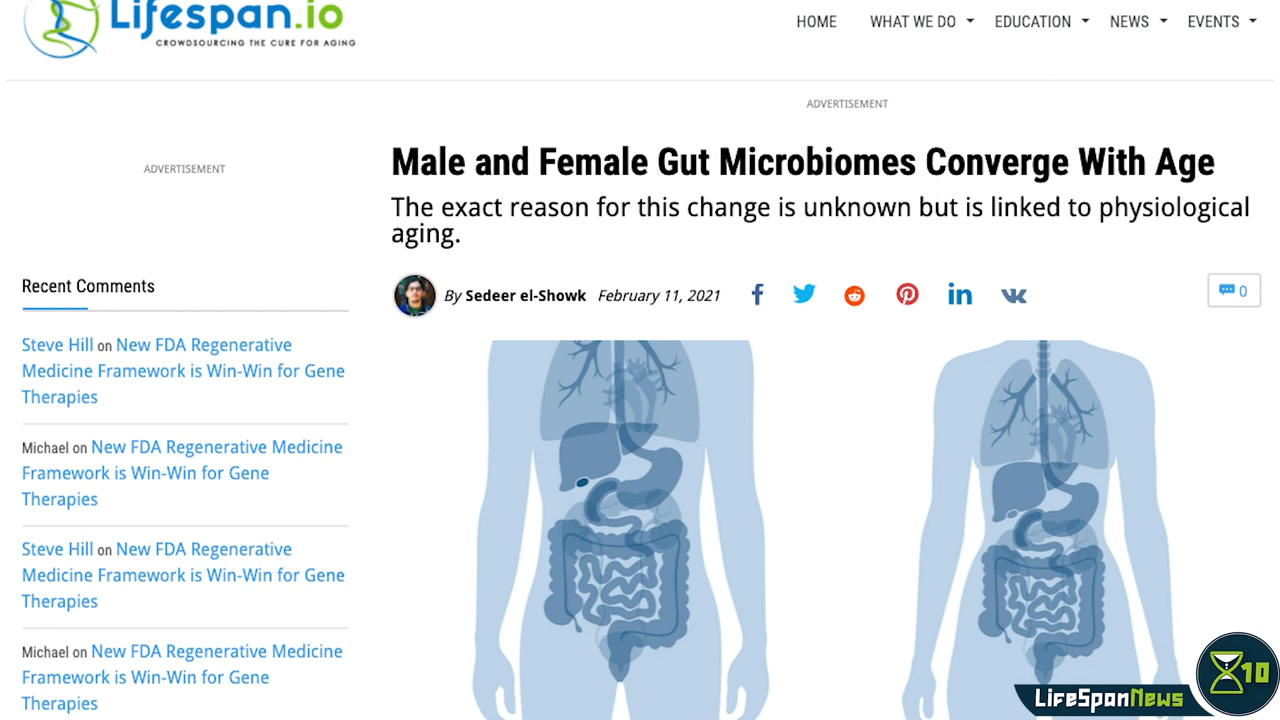 Lifespan.io
CROWDSOURCING THE CURE FOR AGING
HOME WHAT WE DO EDUCATION NEWS EVENTS
ADVERTISEMENT
ADVERTISEMENT
Male and Female Gut Microbiomes Converge With Age
The exact reason for this change is unknown but is linked to physiological
aging.
By Sedeer el-Showk February 11, 2021
0
Recent Comments
Steve Hill on New FDA Regenerative
Medicine Framework is Win-Win for Gene
Therapies
Michael on New FDA Regenerative Medicine
Framework is Win-Win for Gene
Therapies
Steve Hill on New FDA Regenerative
Medicine Framework is Win-Win for Gene
Therapies
Michael on New FDA Regenerative Medicine
Framework is Win-Win for Gene
Therapies
LifeSpanNews
10